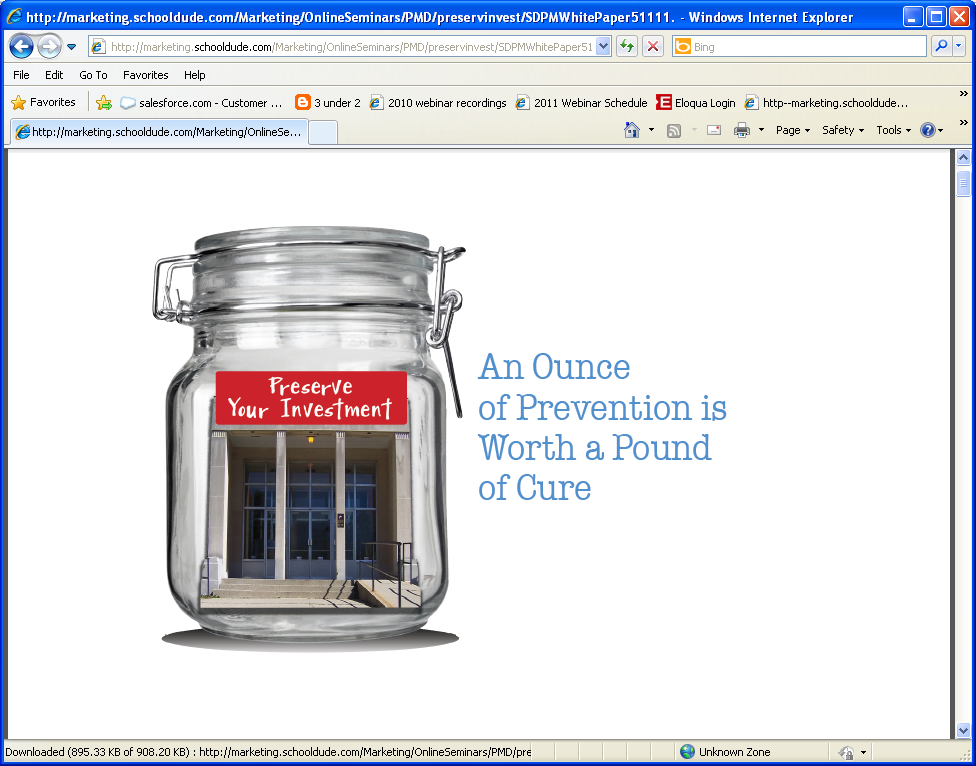 http://marketing.schooldude.com/Marketing/OnlineSeminars/PMD/preservinvest/SDPMWhitePaper51111. - Windows Internet Explorer
http://marketing.schooldude.com/Marketing/OnlineSeminars/PMD/preservinvest/SDPMWhitePaper51
Bing
File Edit Go To Favorites Help
Favorites salesforce.com - Customer ... 3 under 2 2010 webinar recordings 2011 Webinar Schedule Eloqua Login http--marketing.schooldude...
http://marketing.schooldude.com/Marketing/OnlineSe... Page Safety Tools
Preserve
Your Investment
An Ounce
of Prevention is
Worth a Pound
of Cure
Downloaded (895.33 KB of 908.20 KB) : http://marketing.schooldude.com/Marketing/OnlineSeminars/PMD/pre Unknown Zone